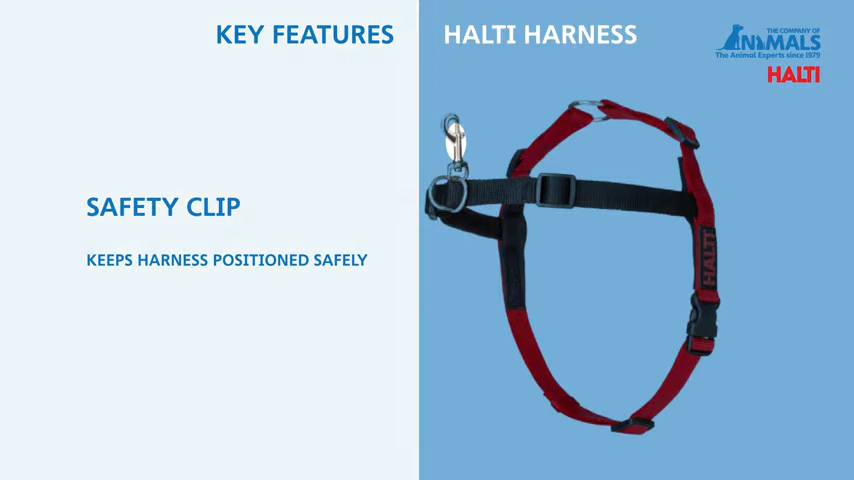 KEY FEATURES
HALTI HARNESS
THE COMPANY OF
ANIMALS
The Animal Experts since 1979
HALTI
SAFETY CLIP
KEEPS HARNESS POSITIONED SAFELY
HALTI